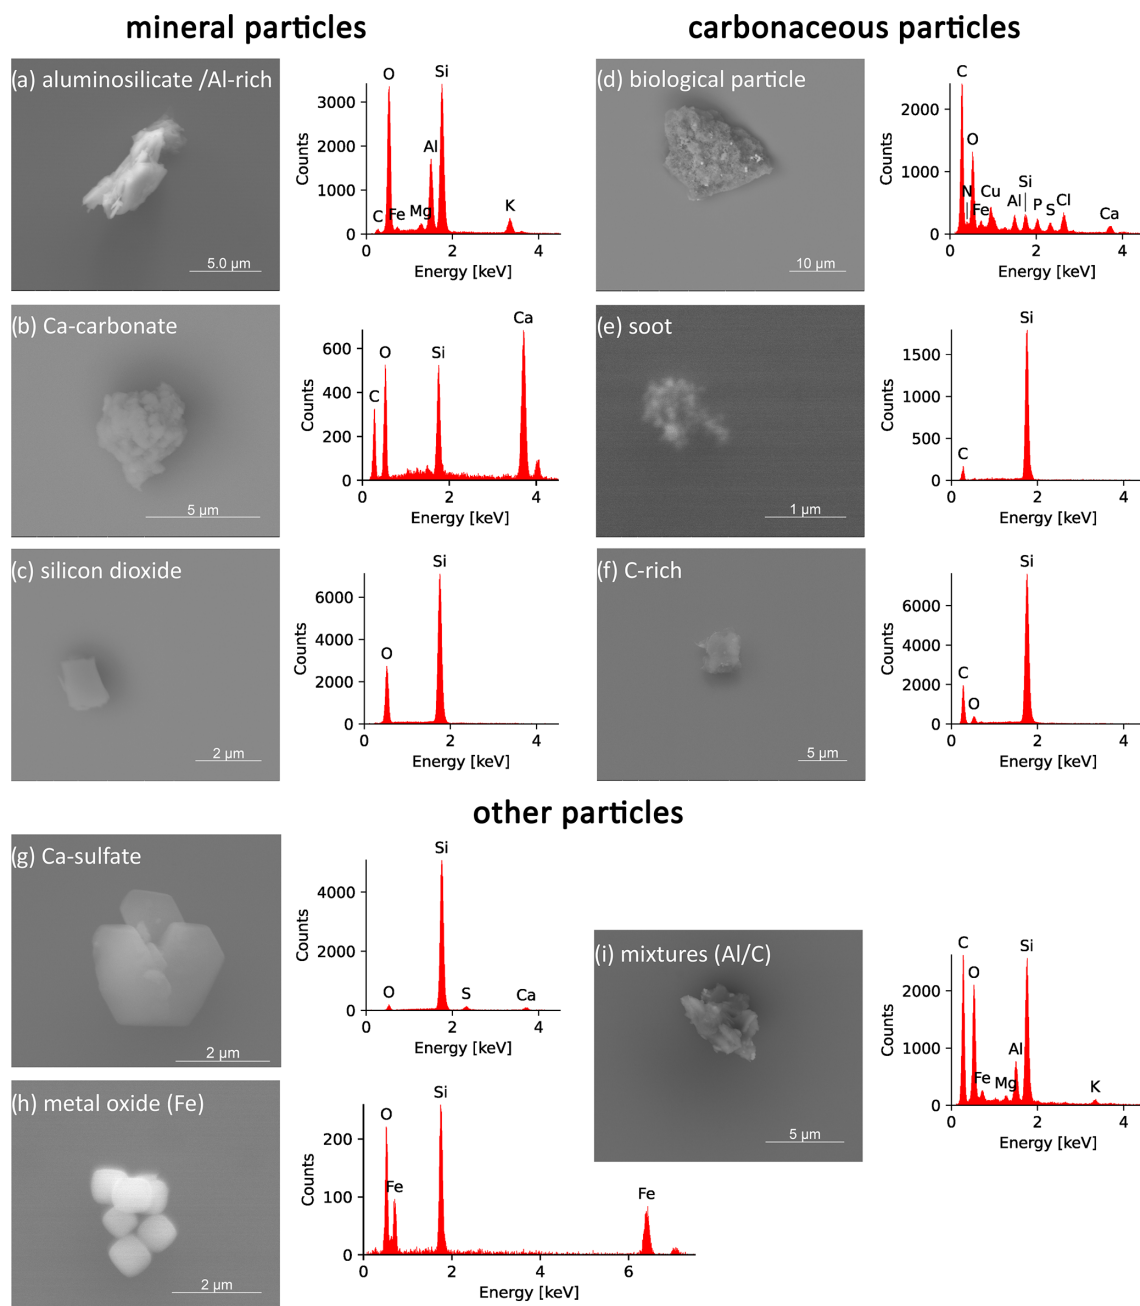 mineral particles
carbonaceous particles
(a) aluminosilicate /Al-rich
5.0 µm
Counts
3000
2000
1000
0
C
O
Fe
Mg
Al
Si
K
0 2 4
Energy [keV]
(d) biological particle
10 µm
Counts
2000
1000
0
C
N
O
Fe
Cu
Al
Si
P
S
Cl
Ca
0 2 4
Energy [keV]
(b) Ca-carbonate
5 µm
Counts
600
400
200
0
C
O
Si
Ca
0 2 4
Energy [keV]
(e) soot
1 µm
Counts
1500
1000
500
0
C
Si
0 2 4
Energy [keV]
(c) silicon dioxide
2 µm
Counts
6000
4000
2000
0
O
Si
0 2 4
Energy [keV]
(f) C-rich
5 µm
Counts
6000
4000
2000
0
C
O
Si
0 2 4
Energy [keV]
other particles
(g) Ca-sulfate
2 µm
Counts
4000
2000
0
O
Si
S
Ca
0 2 4
Energy [keV]
(i) mixtures (Al/C)
5 µm
Counts
2000
1000
0
C
O
Fe
Mg
Al
Si
K
0 2 4
Energy [keV]
(h) metal oxide (Fe)
2 µm
Counts
200
100
0
O
Fe
Si
Fe
0 2 4 6
Energy [keV]